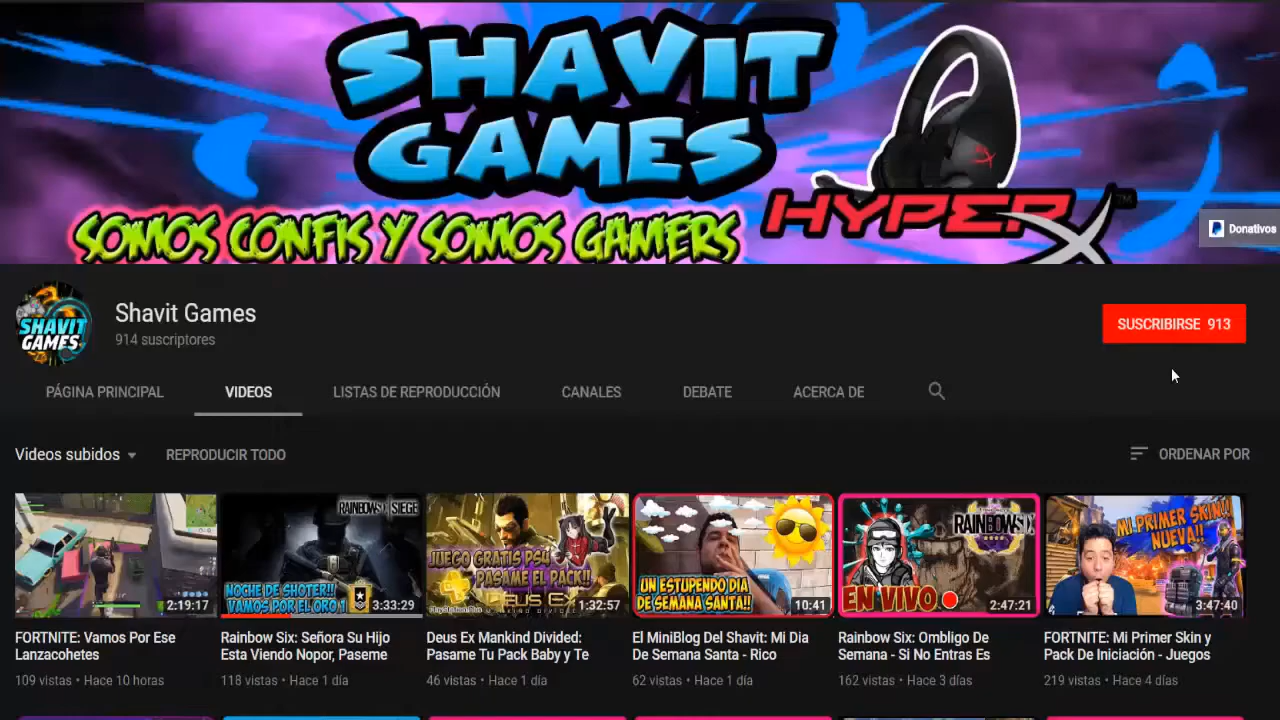 SHAVIT
GAMES
SOMOS CONFIS Y SOMOS GAMERS
HYPERX™
Donativos
SHAVIT
GAMES
Shavit Games
914 suscriptores
SUSCRIBIRSE 913
PÁGINA PRINCIPAL VIDEOS LISTAS DE REPRODUCCIÓN CANALES DEBATE ACERCA DE
Videos subidos REPRODUCIR TODO ORDENAR POR
2:19:17
RAINBOW SIX SIEGE
NOCHE DE SHOTER!!
VAMOS POR EL ORO 1
3:33:29
JUEGO GRATIS PS4
PASAME EL PACK!!
DEUS EX
1:32:57
UN ESTUPENDO DIA
DE SEMANA SANTA!!
10:41
RAINBOW SIX
EN VIVO
2:47:21
MI PRIMER SKIN!!
NUEVA!!
3:47:40
FORTNITE: Vamos Por Ese
Lanzacohetes
109 vistas • Hace 10 horas
Rainbow Six: Señora Su Hijo
Esta Viendo Nopor, Paseme
118 vistas • Hace 1 día
Deus Ex Mankind Divided:
Pasame Tu Pack Baby y Te
46 vistas • Hace 1 día
El MiniBlog Del Shavit: Mi Dia
De Semana Santa - Rico
62 vistas • Hace 1 día
Rainbow Six: Ombligo De
Semana - Si No Entras Es
162 vistas • Hace 3 días
FORTNITE: Mi Primer Skin y
Pack De Iniciación - Juegos
219 vistas • Hace 4 días